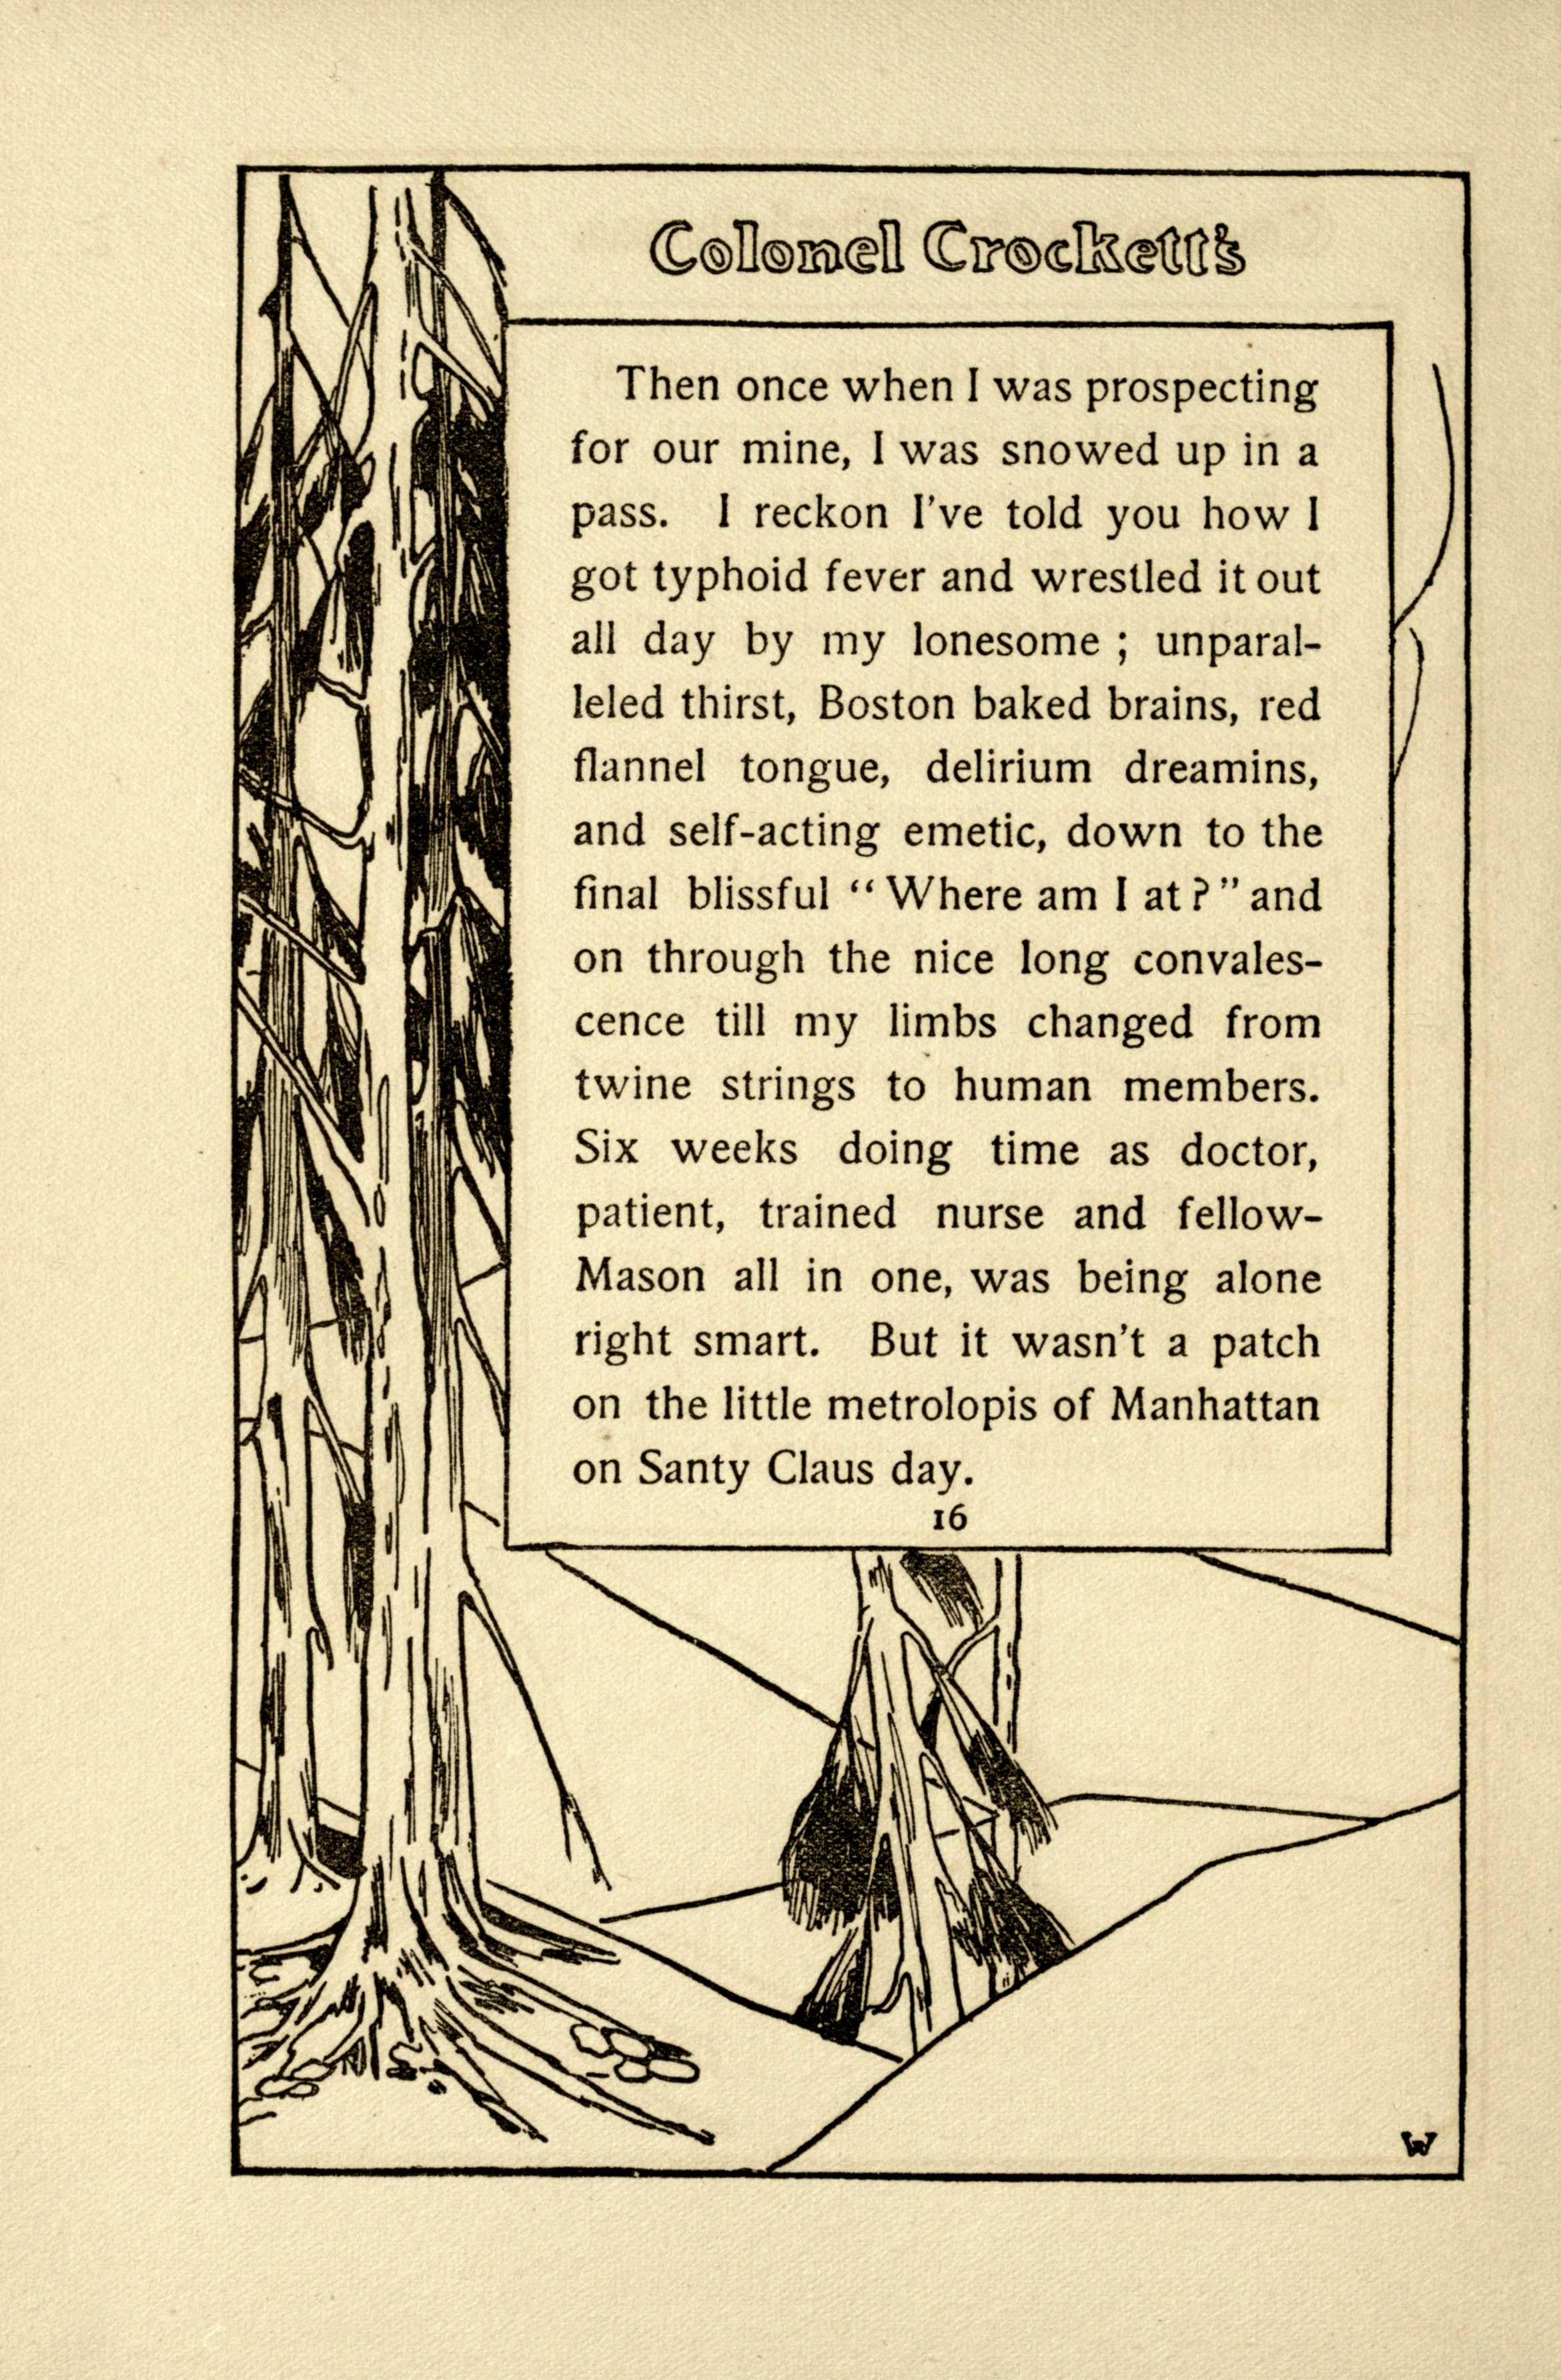 Colonel Crockett's
Then once when I was prospecting
for our mine, I was snowed up in a
pass. I reckon I've told you how I
got typhoid fever and wrestled it out
all day by my lonesome ; unparal-
leled thirst, Boston baked brains, red
flannel tongue, delirium dreamins,
and self-acting emetic, down to the
final blissful “Where am I at?” and
on through the nice long convales-
cence till my limbs changed from
twine strings to human members.
Six weeks doing time as doctor,
patient, trained nurse and fellow-
Mason all in one, was being alone
right smart. But it wasn't a patch
on the little metrolopis of Manhattan
on Santy Claus day.
16
W